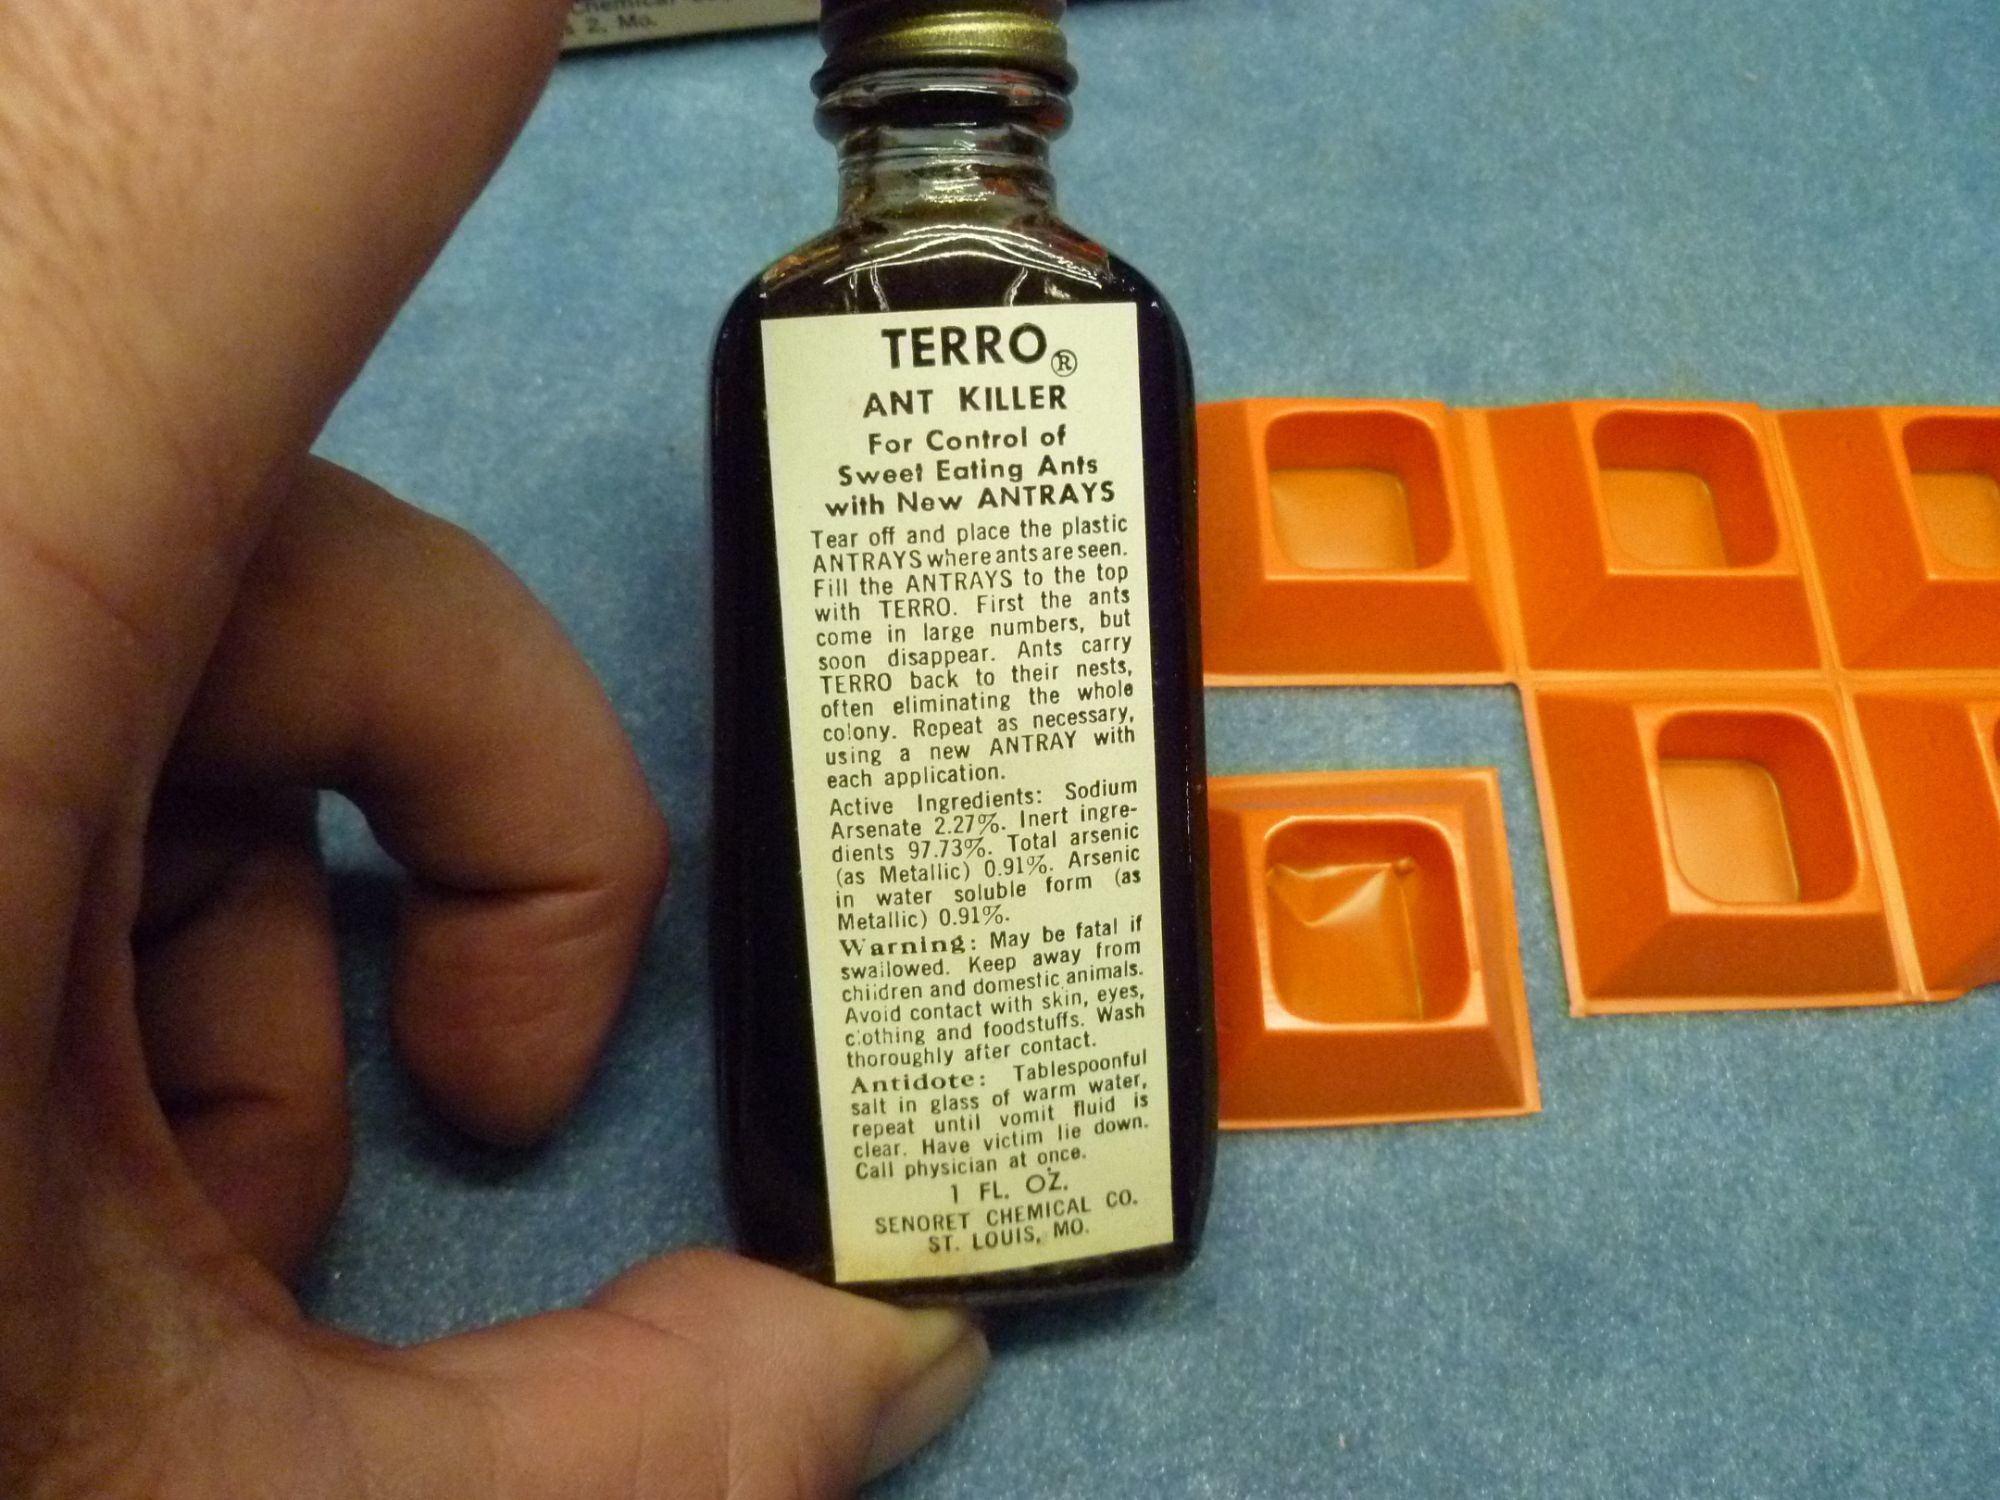 Chemical
2, Mo.
TERRO®
ANT KILLER
For Control of
Sweet Eating Ants
with New ANTRAYS
Tear off and place the plastic
ANTRAYS where ants are seen.
Fill the ANTRAYS to the top
with TERRO. First the ants
come in large numbers, but
soon disappear. Ants carry
TERRO back to their nests,
often eliminating the whole
colony. Repeat as necessary,
using a new ANTRAY with
each application.
Active Ingredients: Sodium
Arsenate 2.27%. Inert ingre-
dients 97.73%. Total arsenic
(as Metallic) 0.91%. Arsenic
in water soluble form (as
Metallic) 0.91%.
Warning: May be fatal if
swallowed. Keep away from
children and domestic animals.
Avoid contact with skin, eyes,
clothing and foodstuffs. Wash
thoroughly after contact.
Antidote: Tablespoonful
salt in glass of warm water,
repeat until vomit fluid is
clear. Have victim lie down.
Call physician at once.
1 FL. OZ.
SENORET CHEMICAL CO.
ST. LOUIS, MO.